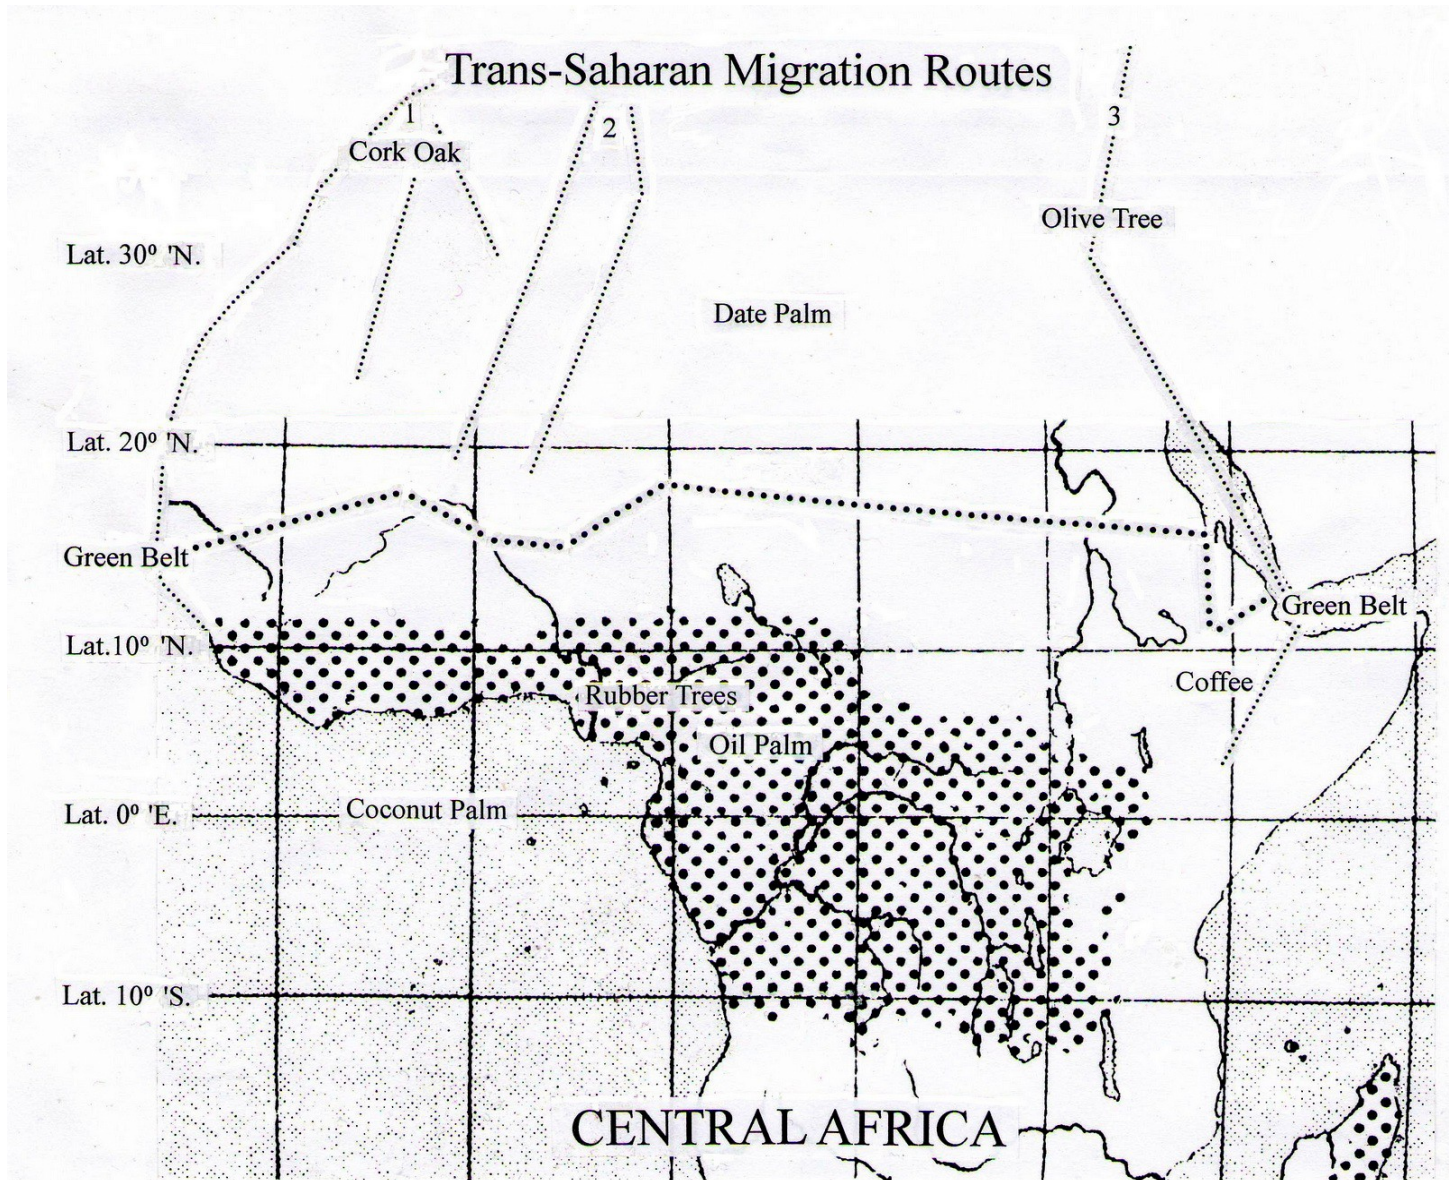 Trans-Saharan Migration Routes
1
2
3
Cork Oak
Olive Tree
Lat. 30º 'N.
Date Palm
Lat. 20º 'N.
Green Belt
Green Belt
Lat.10º 'N.
Coffee
Rubber Trees
Oil Palm
Coconut Palm
Lat. 0º 'E.
Lat. 10º 'S.
CENTRAL AFRICA